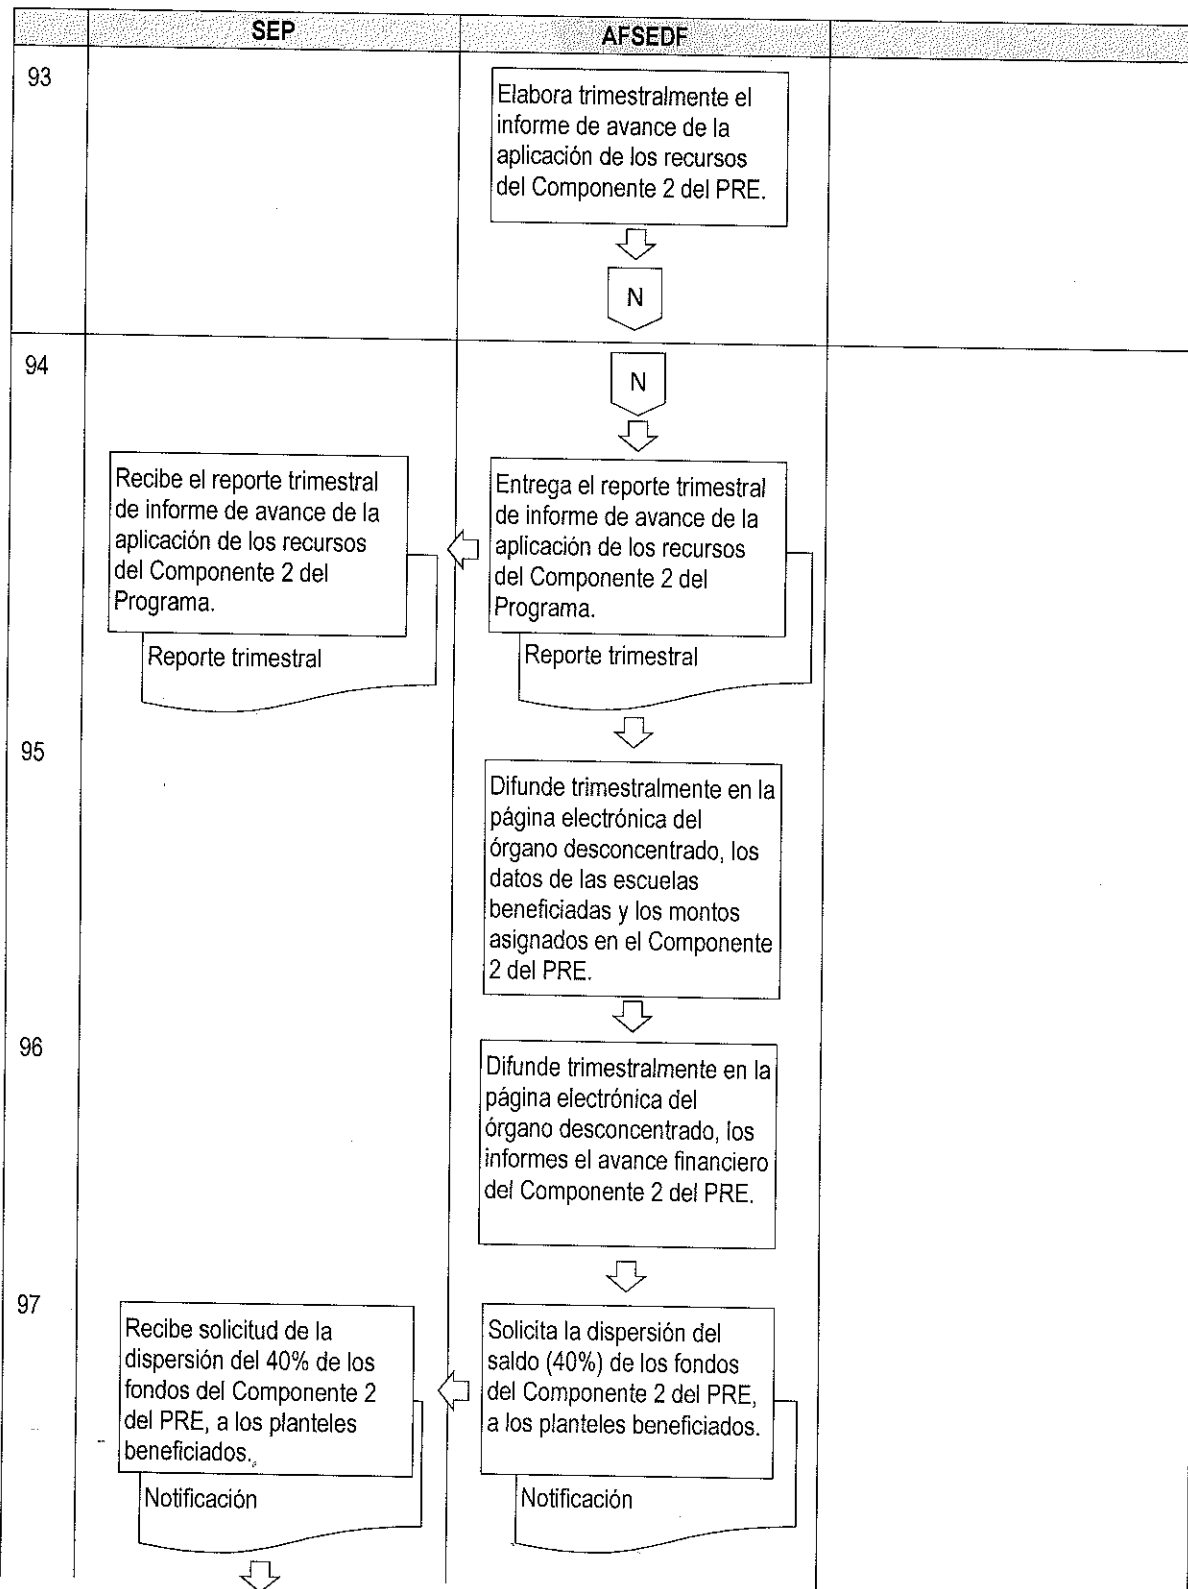 SEP
AFSEDF
93
Elabora trimestralmente el
informe de avance de la
aplicación de los recursos
del Componente 2 del PRE.
N
94
N
Recibe el reporte trimestral
de informe de avance de la
aplicación de los recursos
del Componente 2 del
Programa.
Reporte trimestral
Entrega el reporte trimestral
de informe de avance de la
aplicación de los recursos
del Componente 2 del
Programa.
Reporte trimestral
95
Difunde trimestralmente en la
página electrónica del
órgano desconcentrado, los
datos de las escuelas
beneficiadas y los montos
asignados en el Componente
2 del PRE.
96
Difunde trimestralmente en la
página electrónica del
órgano desconcentrado, los
informes el avance financiero
del Componente 2 del PRE.
97
Recibe solicitud de la
dispersión del 40% de los
fondos del Componente 2
del PRE, a los planteles
beneficiados.
Notificación
Solicita la dispersión del
saldo (40%) de los fondos
del Componente 2 del PRE,
a los planteles beneficiados.
Notificación